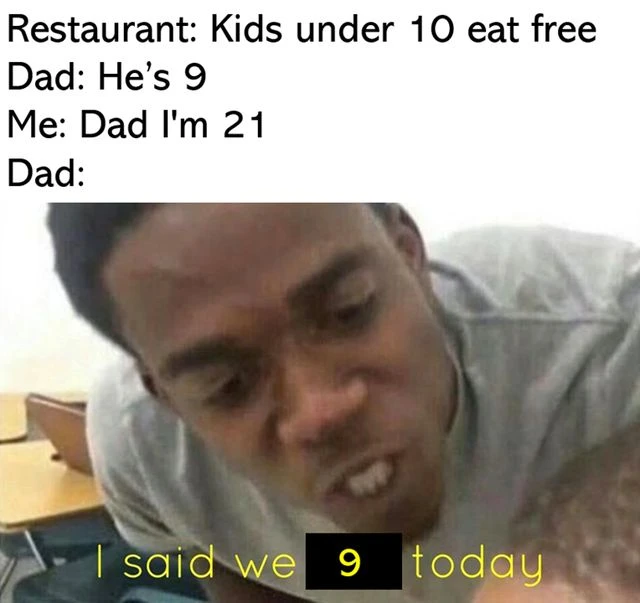 Restaurant: Kids under 10 eat free
Dad: He’s 9
Me: Dad I'm 21
Dad:
I said we 9 today